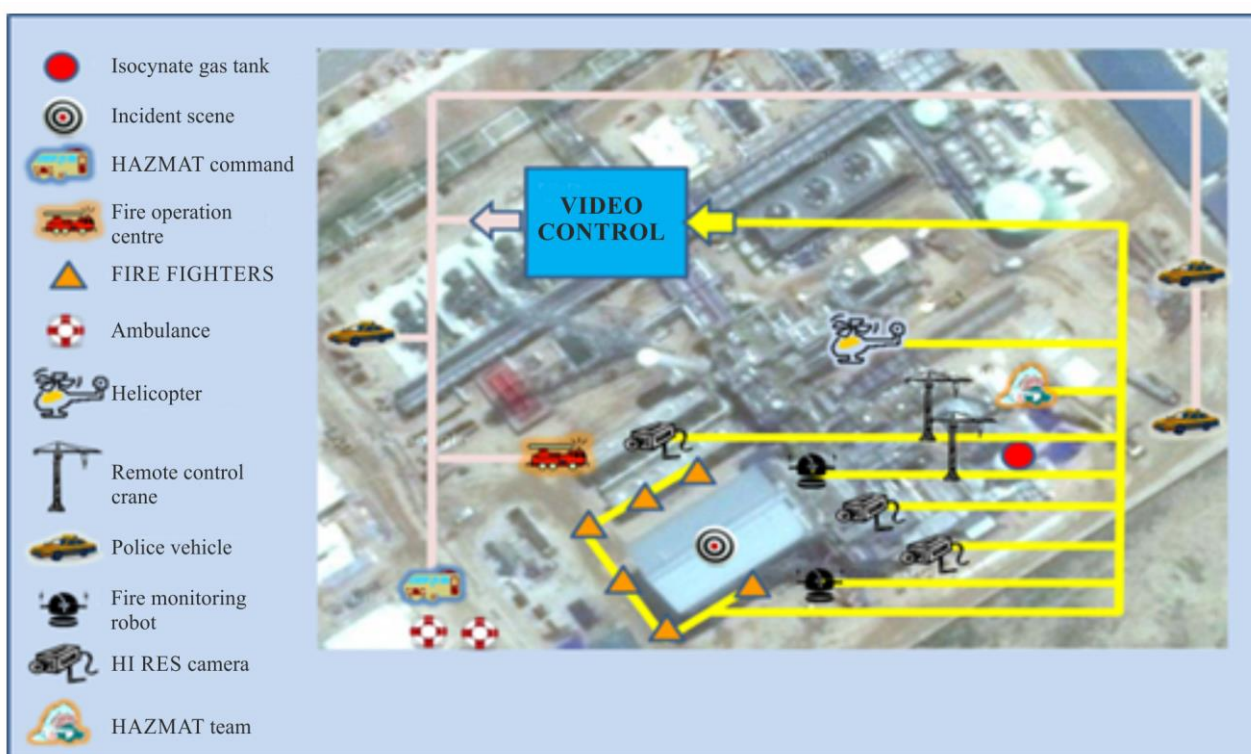 Isocynate gas tank
Incident scene
HAZMAT command
Fire operation
centre
FIRE FIGHTERS
Ambulance
Helicopter
Remote control
crane
Police vehicle
Fire monitoring
robot
HI RES camera
HAZMAT team
VIDEO
CONTROL